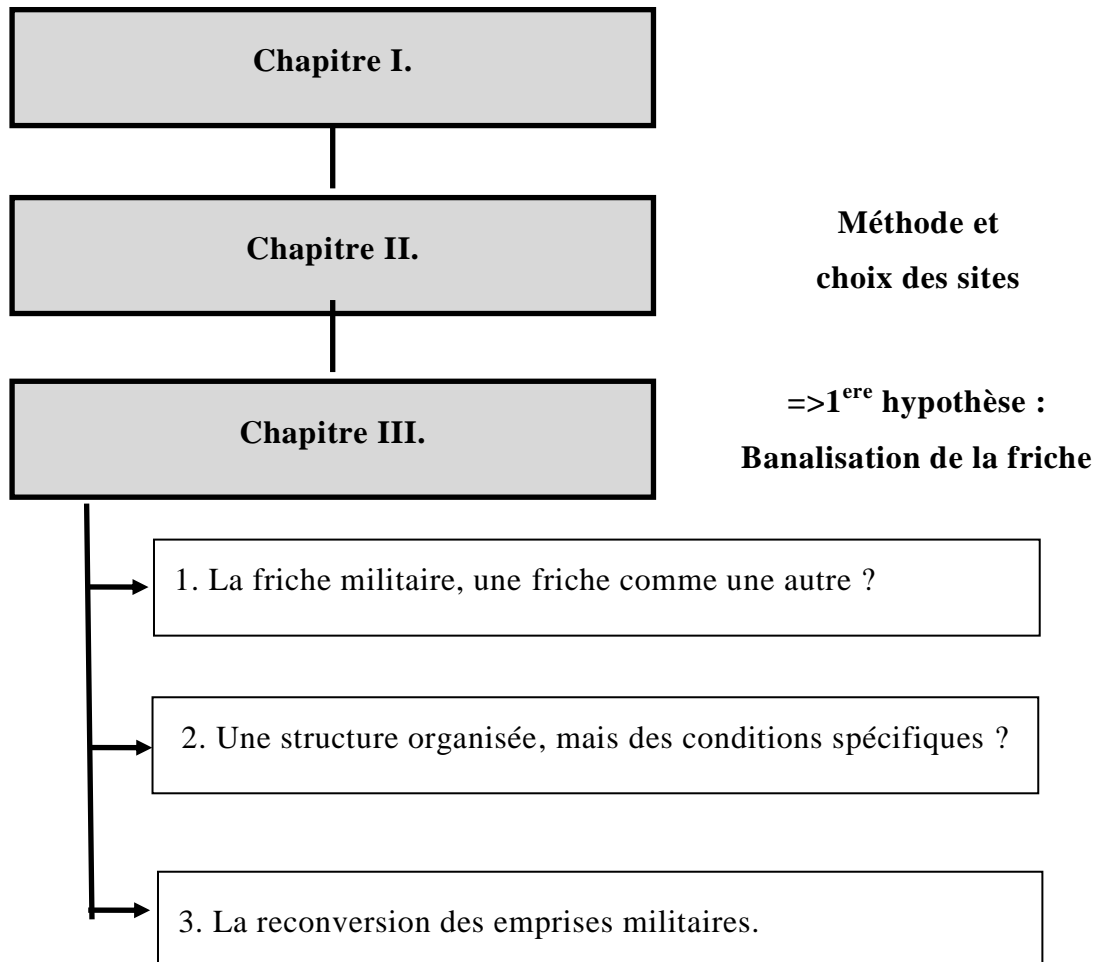 Chapitre I.
Chapitre II.
Méthode et
choix des sites
Chapitre III.
=>1ere hypothèse :
Banalisation de la friche
1. La friche militaire, une friche comme une autre ?
2. Une structure organisée, mais des conditions spécifiques ?
3. La reconversion des emprises militaires.